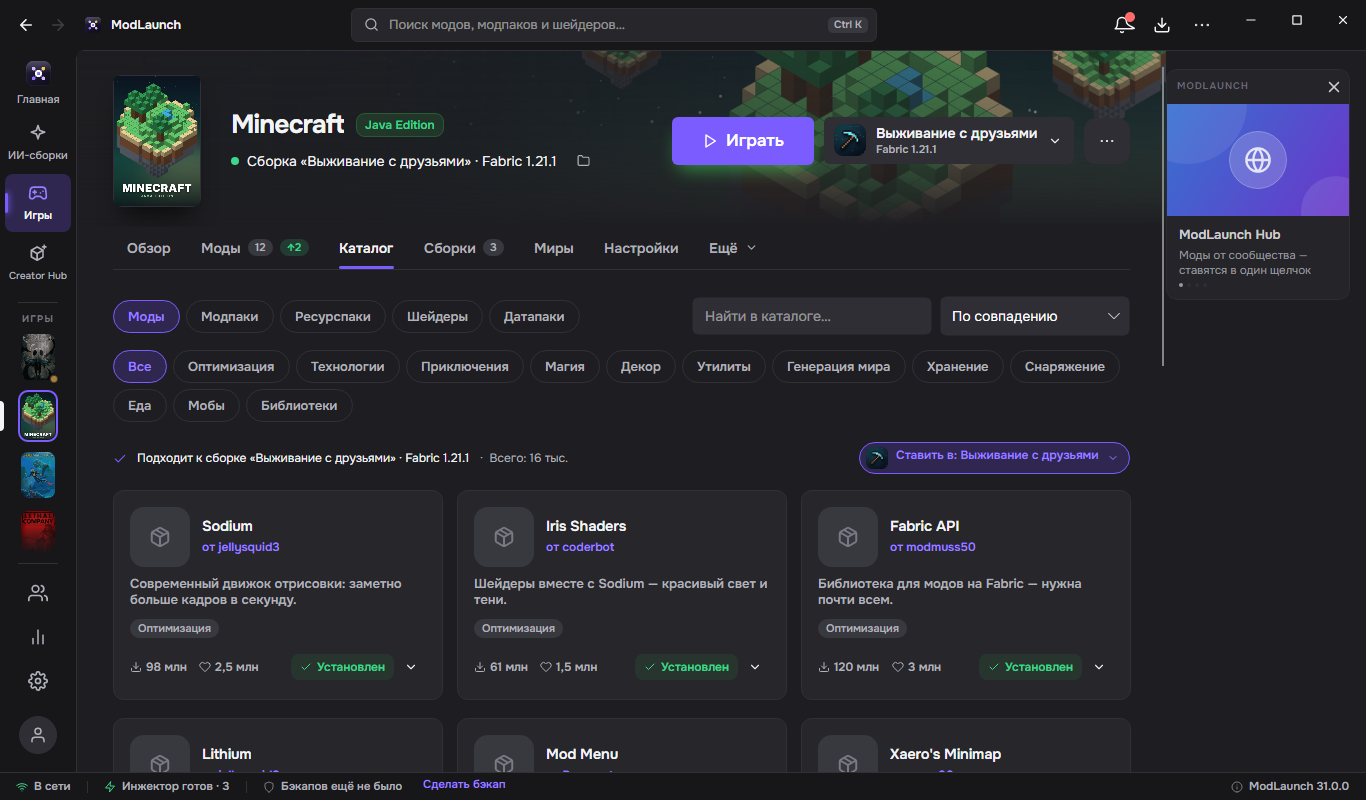 ModLaunch
Поиск модов, модпаков и шейдеров...
Ctrl K
Главная
ИИ-сборки
Игры
Creator Hub
ИГРЫ
MINECRAFT
Minecraft
Java Edition
Сборка «Выживание с друзьями» · Fabric 1.21.1
Играть
Выживание с друзьями
Fabric 1.21.1
MODLAUNCH
ModLaunch Hub
Моды от сообщества —
ставятся в один щелчок
Обзор
Моды 12 ↑2
Каталог
Сборки 3
Миры
Настройки
Ещё
Моды
Модпаки
Ресурспаки
Шейдеры
Датапаки
Найти в каталоге...
По совпадению
Все
Оптимизация
Технологии
Приключения
Магия
Декор
Утилиты
Генерация мира
Хранение
Снаряжение
Еда
Мобы
Библиотеки
Подходит к сборке «Выживание с друзьями» · Fabric 1.21.1 · Всего: 16 тыс.
Ставить в: Выживание с друзьями
Sodium
от jellysquid3
Современный движок отрисовки: заметно
больше кадров в секунду.
Оптимизация
98 млн 2,5 млн
Установлен
Iris Shaders
от coderbot
Шейдеры вместе с Sodium — красивый свет и
тени.
Оптимизация
61 млн 1,5 млн
Установлен
Fabric API
от modmuss50
Библиотека для модов на Fabric — нужна
почти всем.
Оптимизация
120 млн 3 млн
Установлен
Lithium
Mod Menu
Xaero's Minimap
В сети
Инжектор готов · 3
Бэкапов ещё не было
Сделать бэкап
ModLaunch 31.0.0